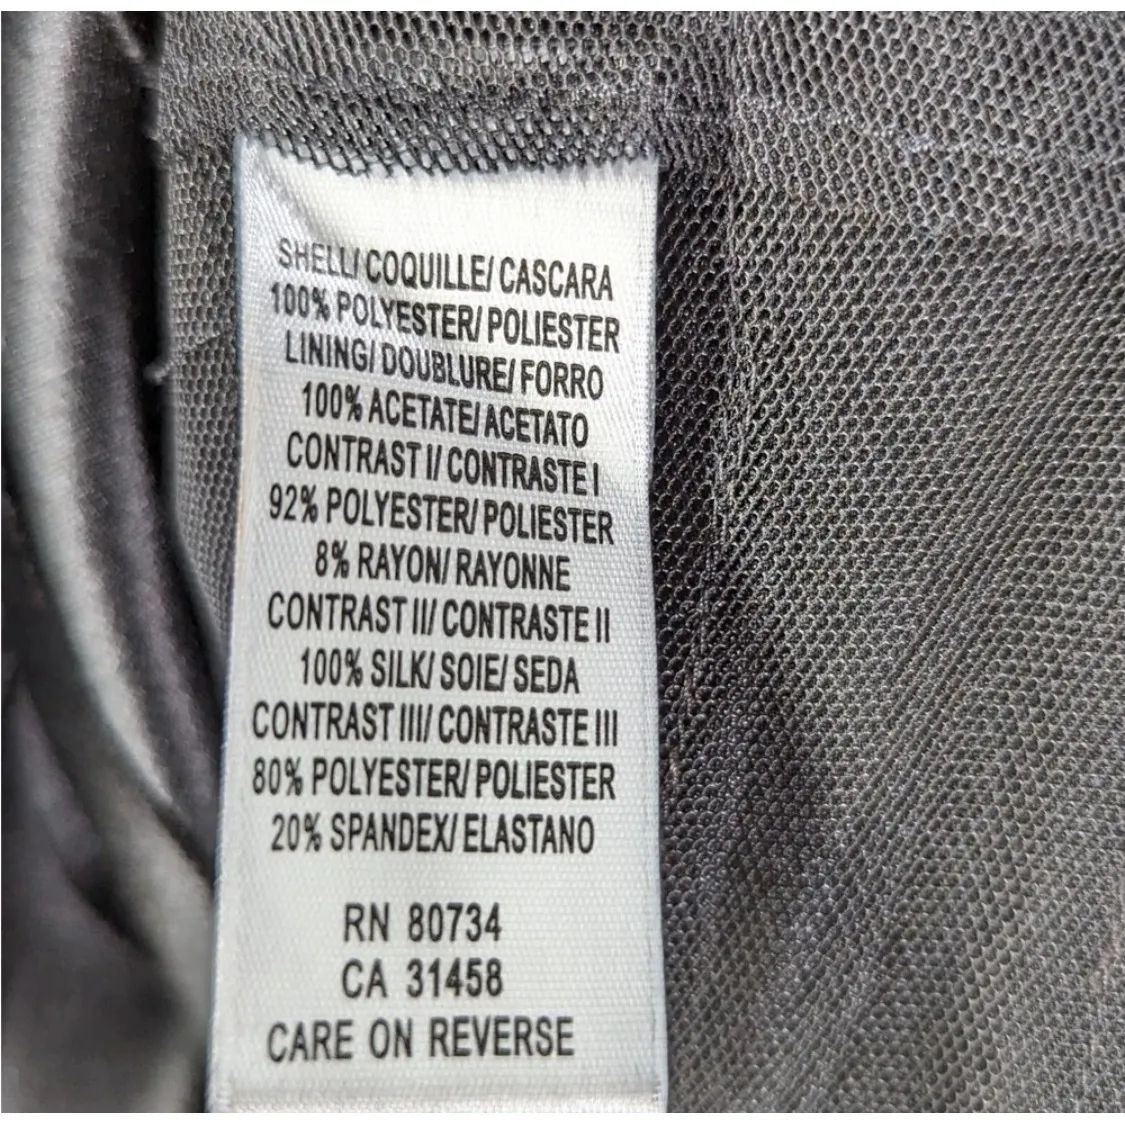 SHELL/ COQUILLE/ CASCARA
100% POLYESTER/ POLIESTER
LINING/ DOUBLURE/ FORRO
100% ACETATE/ ACETATO
CONTRAST I/ CONTRASTE I
92% POLYESTER/ POLIESTER
8% RAYON/ RAYONNE
CONTRAST II/ CONTRASTE II
100% SILK/ SOIE/ SEDA
CONTRAST III/ CONTRASTE III
80% POLYESTER/ POLIESTER
20% SPANDEX/ ELASTANO
RN 80734
CA 31458
CARE ON REVERSE